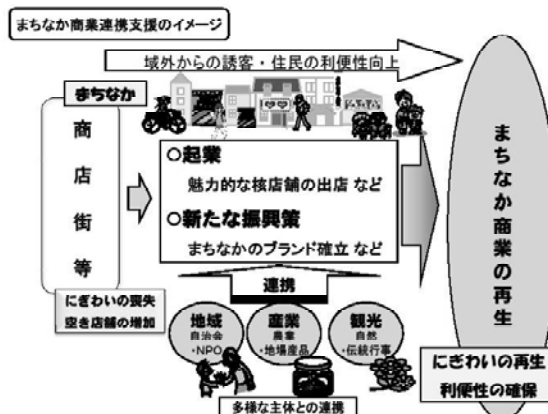 まちなか商業連携支援のイメージ
域外からの誘客・住民の利便性向上
まちなか
商店街等
にぎわいの喪失
空き店舗の増加
○起業
魅力的な核店舗の出店 など
○新たな振興策
まちなかのブランド確立 など
連携
地域
自治会
・NPO
産業
農業
・地場産品
観光
自然
・伝統行事
多様な主体との連携
まちなか商業の再生
にぎわいの再生
利便性の確保